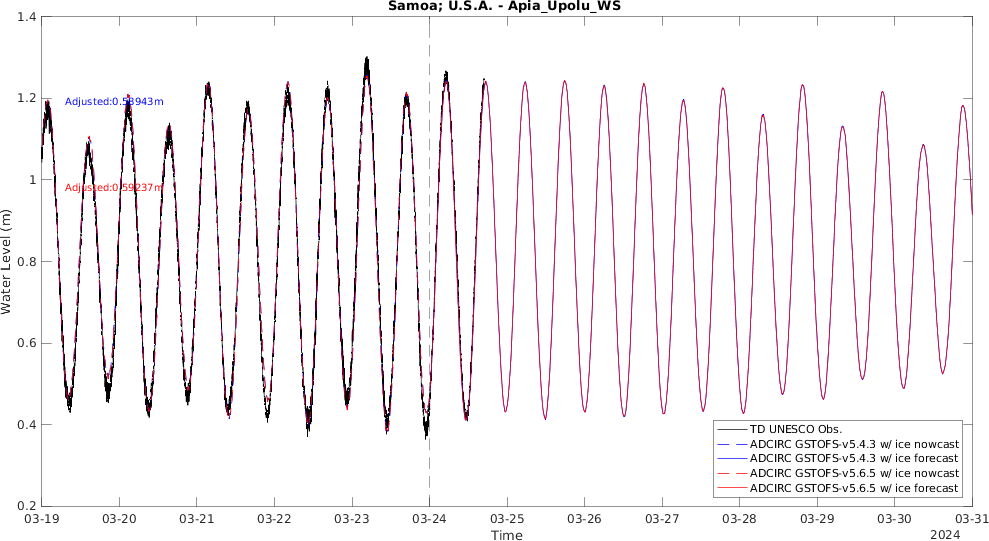 Samoa; U.S.A. - Apia_Upolu_WS
1.4
1.2
1
0.8
0.6
0.4
0.2
Water Level (m)
Adjusted:0.58943m
Adjusted:0.59237m
TD UNESCO Obs.
ADCIRC GSTOFS-v5.4.3 w/ ice nowcast
ADCIRC GSTOFS-v5.4.3 w/ ice forecast
ADCIRC GSTOFS-v5.6.5 w/ ice nowcast
ADCIRC GSTOFS-v5.6.5 w/ ice forecast
03-19 03-20 03-21 03-22 03-23 03-24 03-25 03-26 03-27 03-28 03-29 03-30 03-31
Time
2024